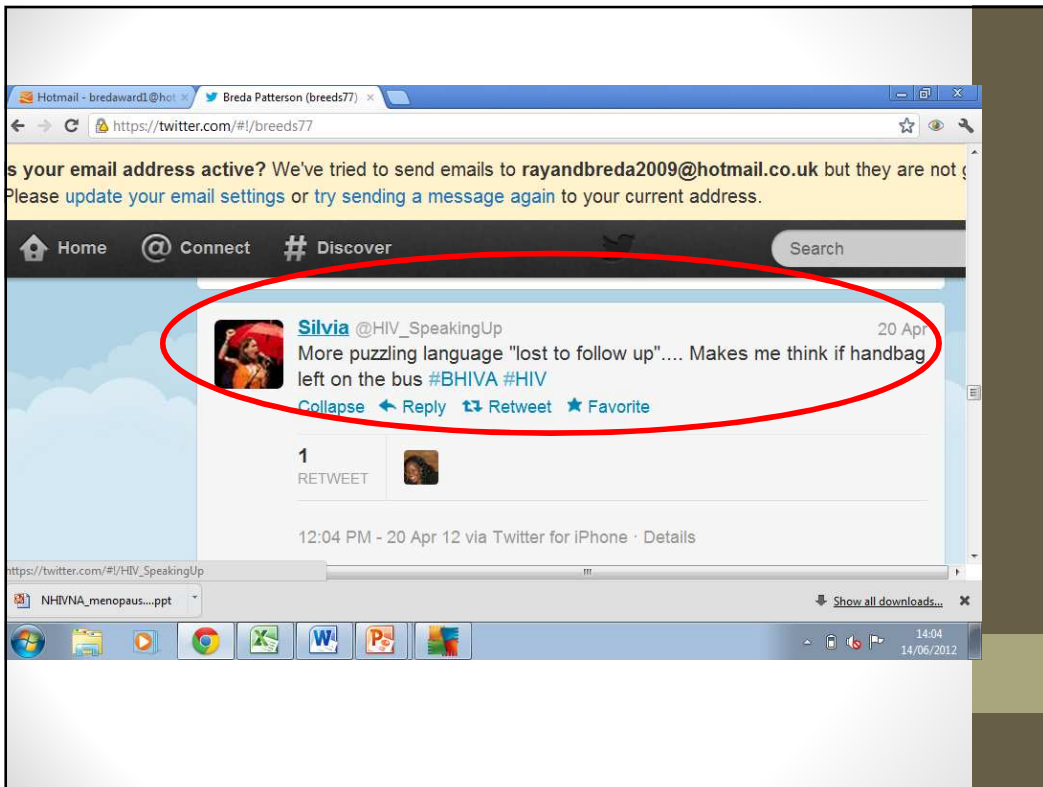 Hotmail - bredaward1@hot
Breda Patterson (breeds77)
https://twitter.com/#!/breeds77
s your email address active? We've tried to send emails to rayandbreda2009@hotmail.co.uk but they are not g
Please update your email settings or try sending a message again to your current address.
Home
Connect
# Discover
Search
Silvia @HIV_SpeakingUp
20 Apr
More puzzling language "lost to follow up".... Makes me think if handbag
left on the bus #BHIVA #HIV
Collapse Reply Retweet Favorite
1
RETWEET
12:04 PM - 20 Apr 12 via Twitter for iPhone · Details
https://twitter.com/#!/HIV_SpeakingUp
NHIVNA_menopaus....ppt
Show all downloads...
14:04
14/06/2012